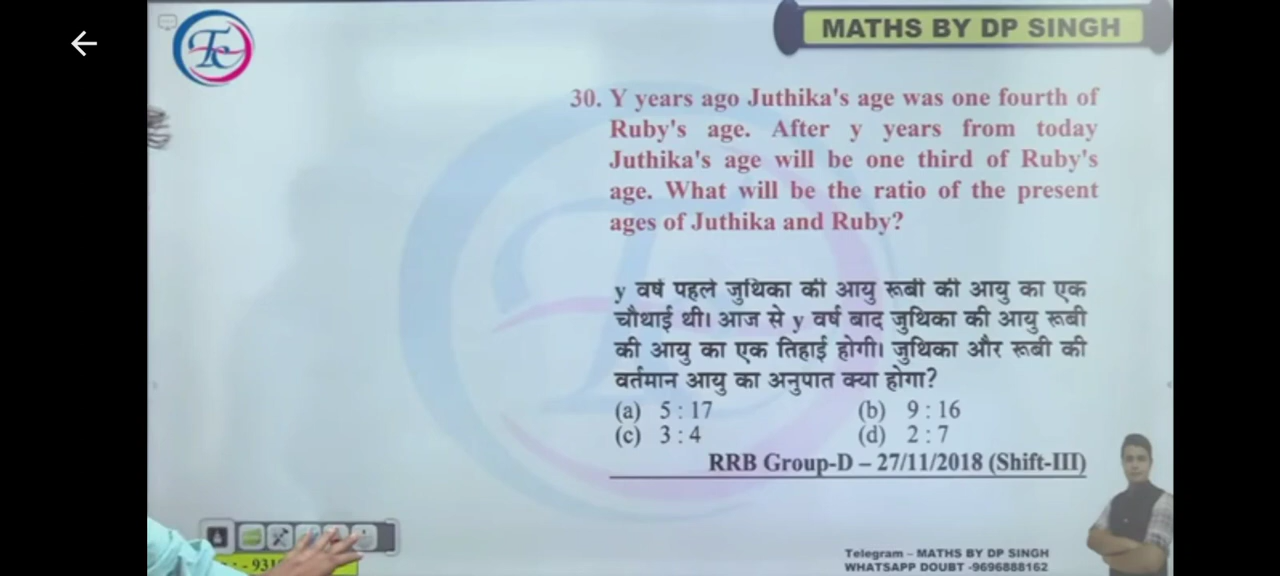 MATHS BY DP SINGH
30. Y years ago Juthika's age was one fourth of
Ruby's age. After y years from today
Juthika's age will be one third of Ruby's
age. What will be the ratio of the present
ages of Juthika and Ruby?
y वर्ष पहले जुथिका की आयु रूबी की आयु का एक
चौथाई थी। आज से y वर्ष बाद जुथिका की आयु रूबी
की आयु का एक तिहाई होगी। जुथिका और रूबी की
वर्तमान आयु का अनुपात क्या होगा?
(a) 5 : 17 (b) 9 : 16
(c) 3 : 4 (d) 2 : 7
RRB Group-D – 27/11/2018 (Shift-III)
Telegram – MATHS BY DP SINGH
WHATSAPP DOUBT -9696888162